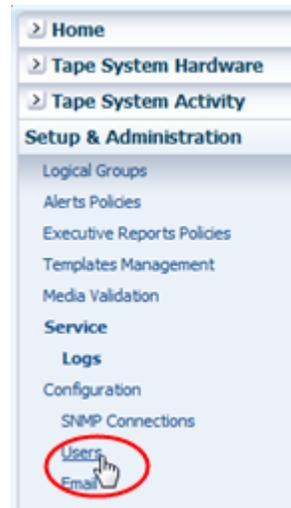 Home
Tape System Hardware
Tape System Activity
Setup & Administration
Logical Groups
Alerts Policies
Executive Reports Policies
Templates Management
Media Validation
Service
Logs
Configuration
SNMP Connections
Users
Email